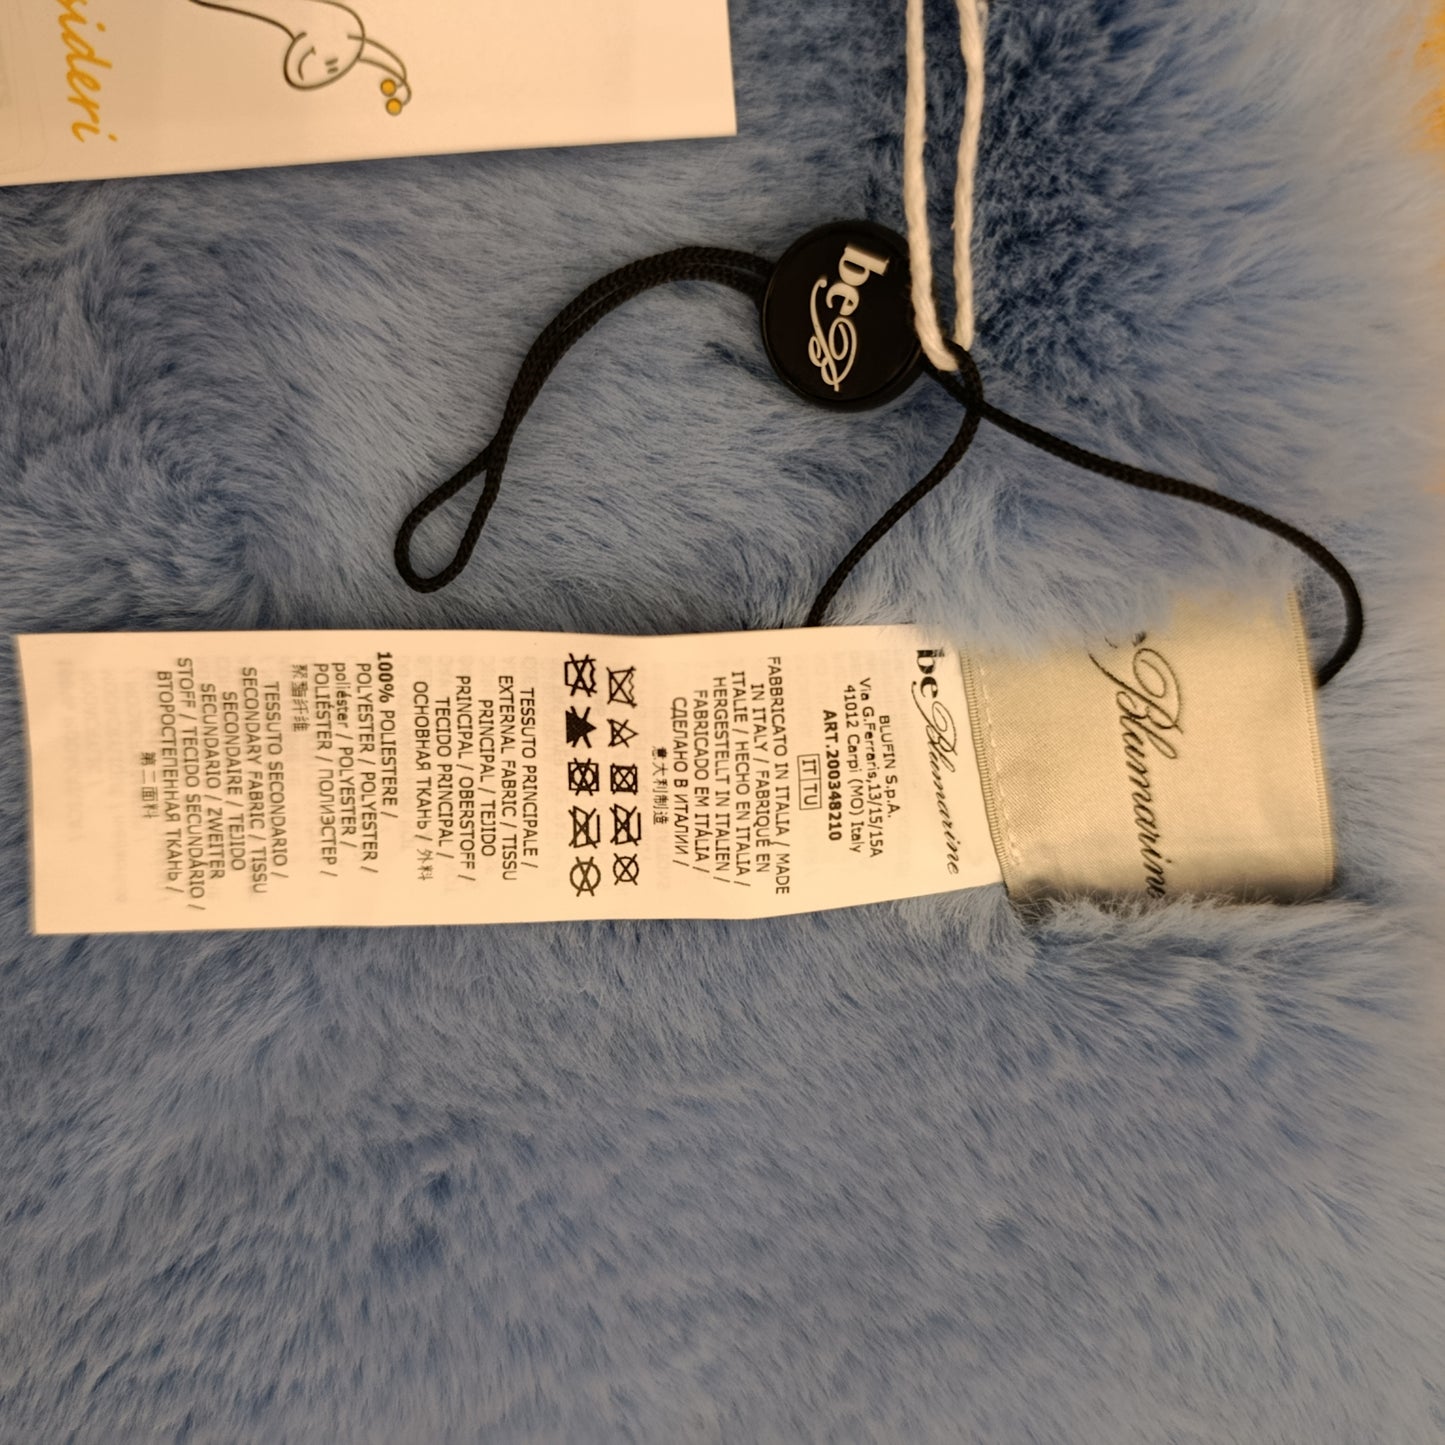 sideri
be
be Blumarine
Blumarine
BLUFIN S.p.A.
Via G.Ferraris,13/15/15A
41012 Carpi (MO) Italy
ART.200348210
IT TU
FABBRICATO IN ITALIA / MADE
IN ITALY / FABRIQUÉ EN
ITALIE / HECHO EN ITALIA /
HERGESTELLT IN ITALIEN /
FABRICADO EM ITÁLIA /
СДЕЛАНО В ИТАЛИИ /
意大利制造
TESSUTO PRINCIPALE /
EXTERNAL FABRIC / TISSU
PRINCIPAL / TEJIDO
PRINCIPAL / OBERSTOFF /
TECIDO PRINCIPAL /
ОСНОВНАЯ ТКАНЬ / 外料
100% POLIESTERE /
POLYESTER / POLYESTER /
poliéster / POLYESTER /
POLIÉSTER / ПОЛИЭСТЕР /
聚酯纤维
TESSUTO SECONDARIO /
SECONDARY FABRIC / TISSU
SECONDAIRE / TEJIDO
SECUNDARIO / ZWEITER
STOFF / TECIDO SECUNDÁRIO /
ВТОРОСТЕПЕННАЯ ТКАНЬ /
第二面料